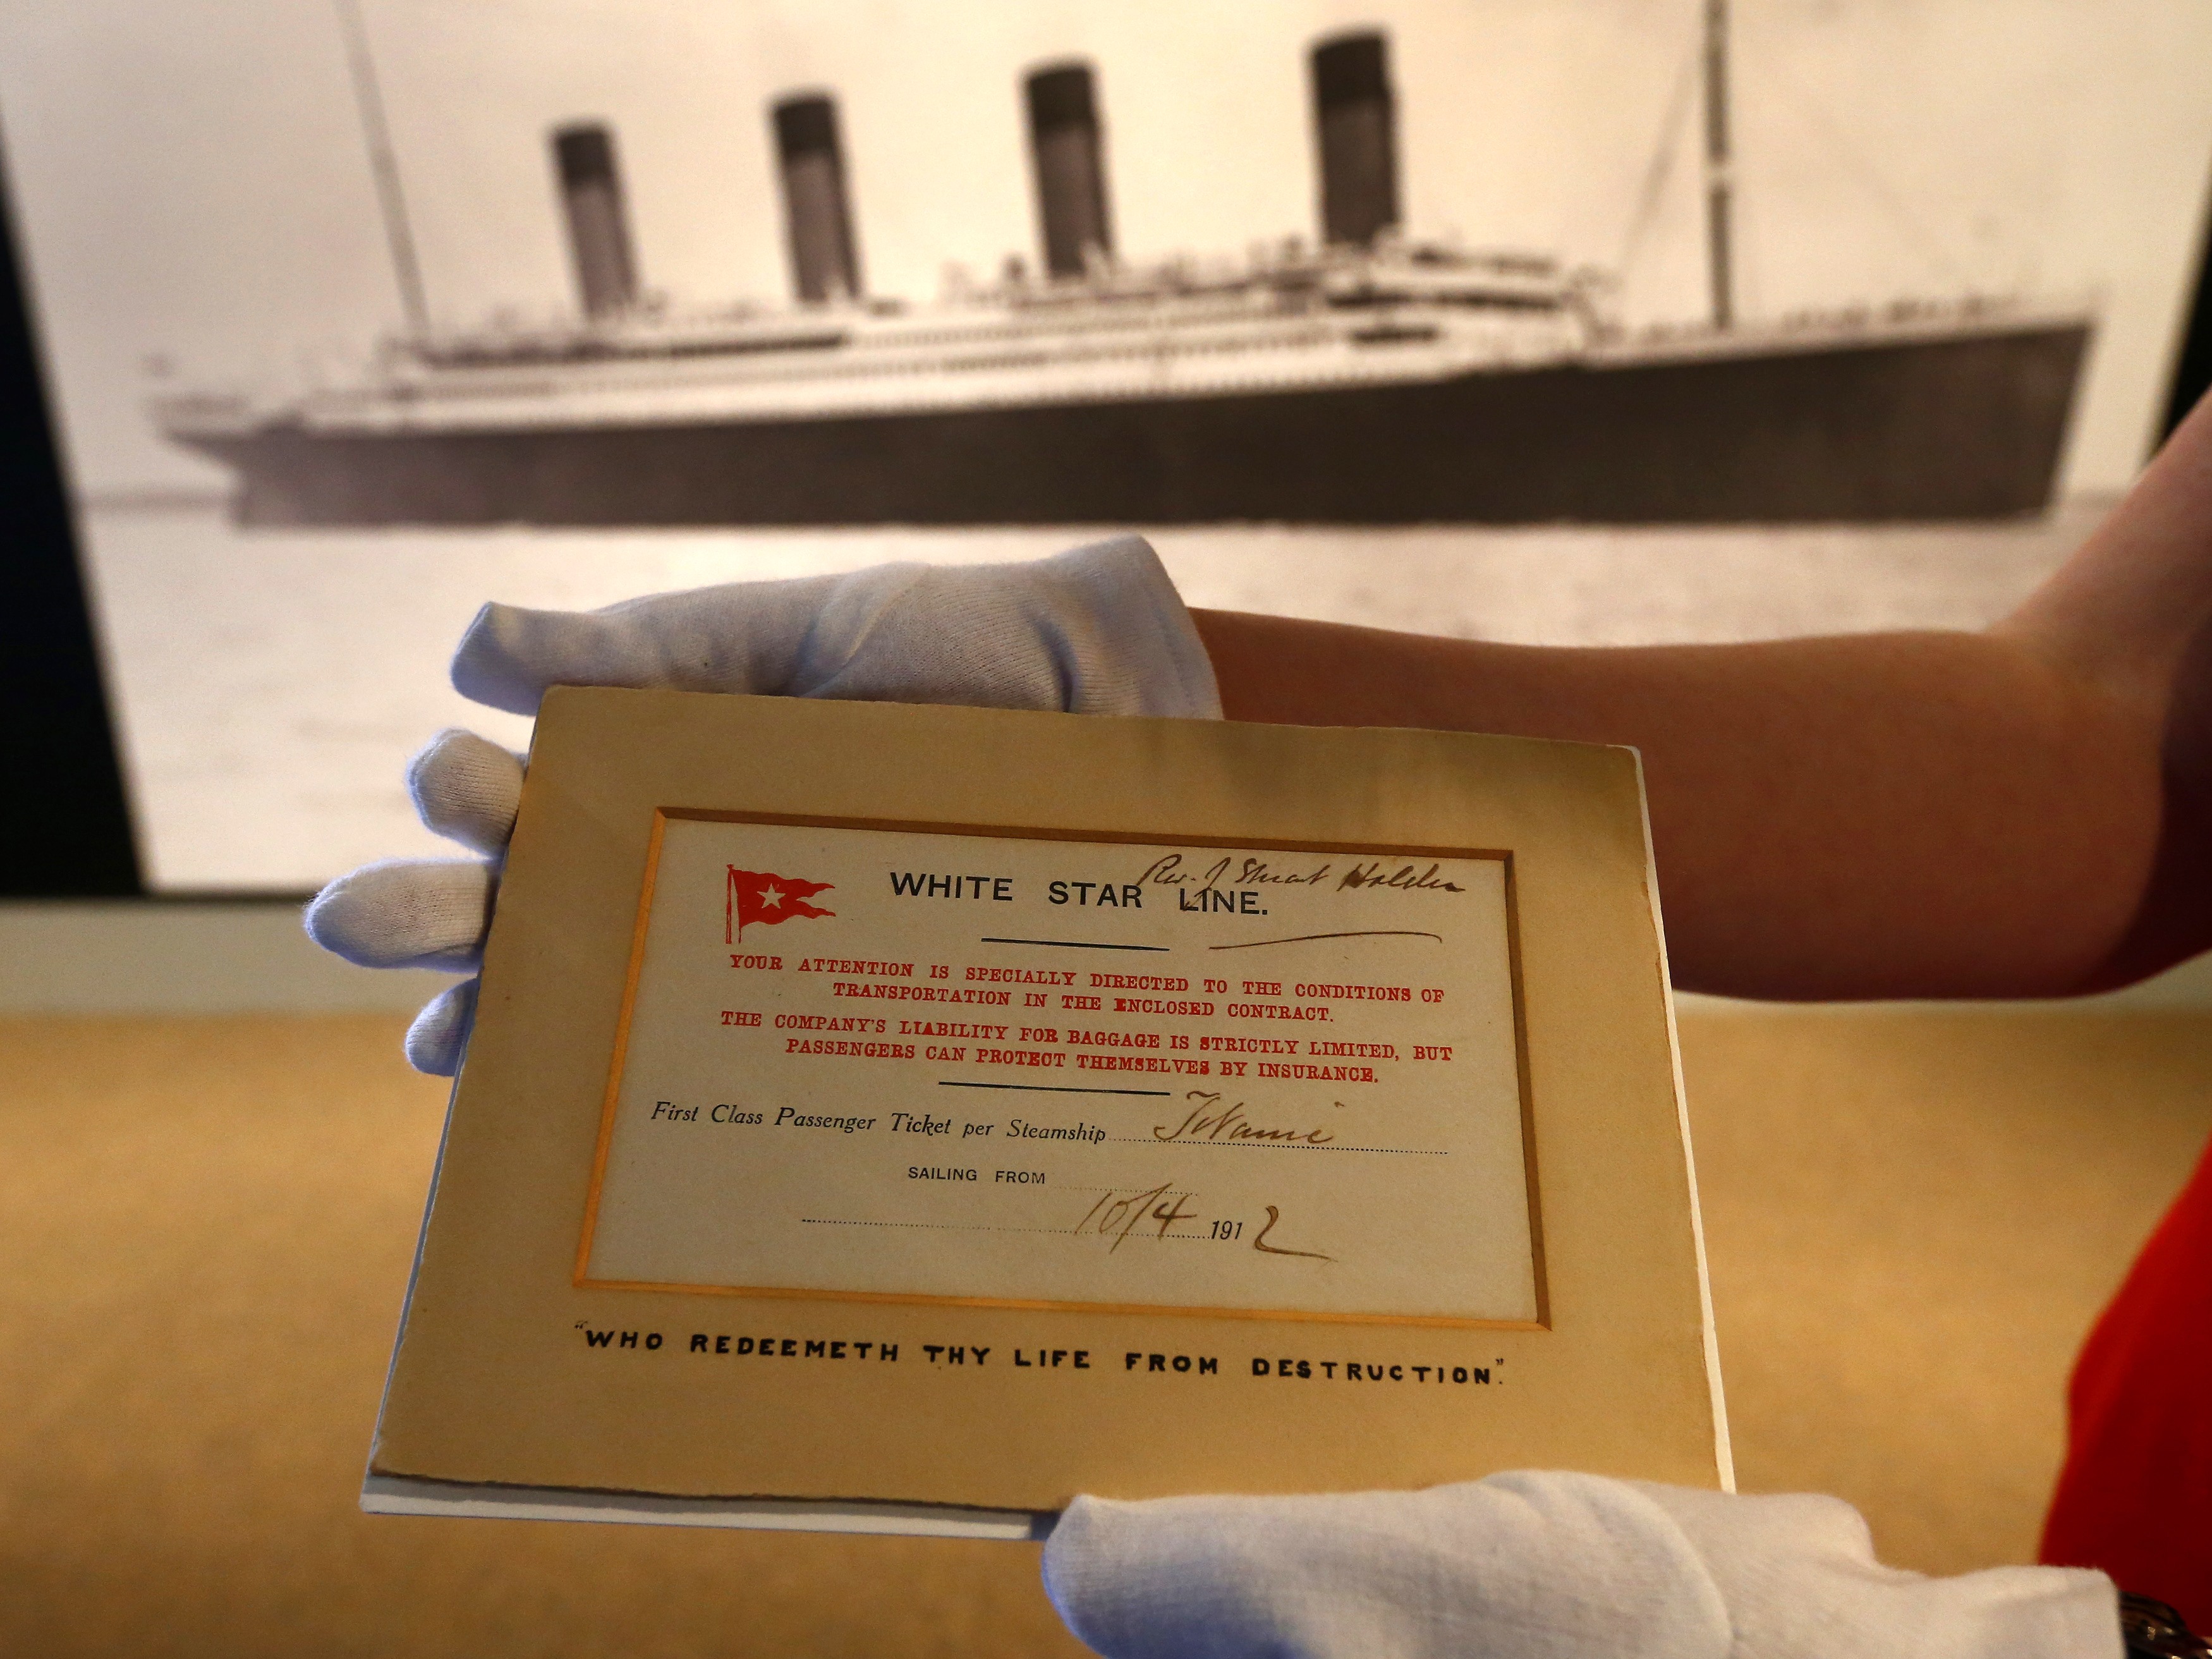 Rev. J Stuart Holden
WHITE STAR LINE.
YOUR ATTENTION IS SPECIALLY DIRECTED TO THE CONDITIONS OF
TRANSPORTATION IN THE ENCLOSED CONTRACT.
THE COMPANY'S LIABILITY FOR BAGGAGE IS STRICTLY LIMITED, BUT
PASSENGERS CAN PROTECT THEMSELVES BY INSURANCE.
First Class Passenger Ticket per Steamship Titanic
SAILING FROM
10/4 1912
"WHO REDEEMETH THY LIFE FROM DESTRUCTION".